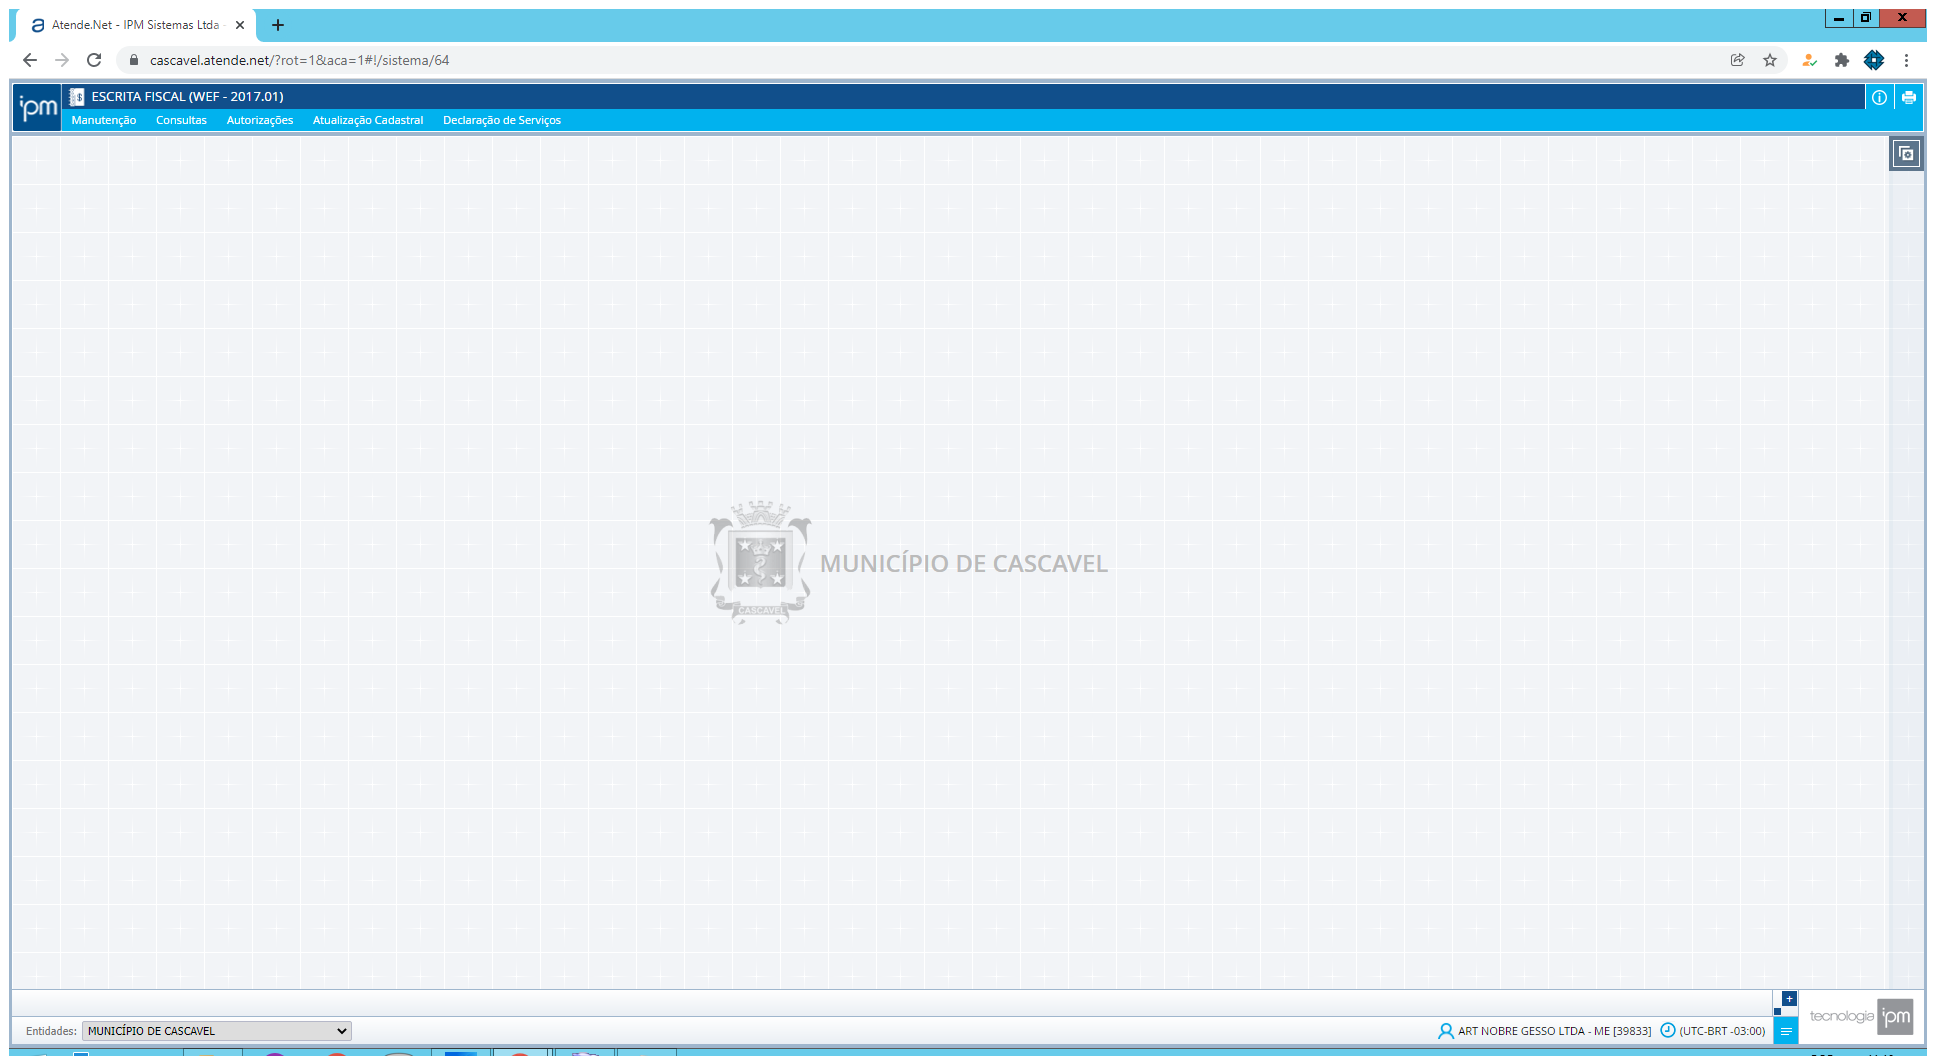 Atende.Net - IPM Sistemas Ltda
cascavel.atende.net/?rot=1&aca=1#!/sistema/64
ipm
ESCRITA FISCAL (WEF - 2017.01)
Manutenção Consultas Autorizações Atualização Cadastral Declaração de Serviços
MUNICÍPIO DE CASCAVEL
CASCAVEL
tecnologia ipm
Entidades: MUNICÍPIO DE CASCAVEL
ART NOBRE GESSO LTDA - ME [39833] (UTC-BRT -03:00)